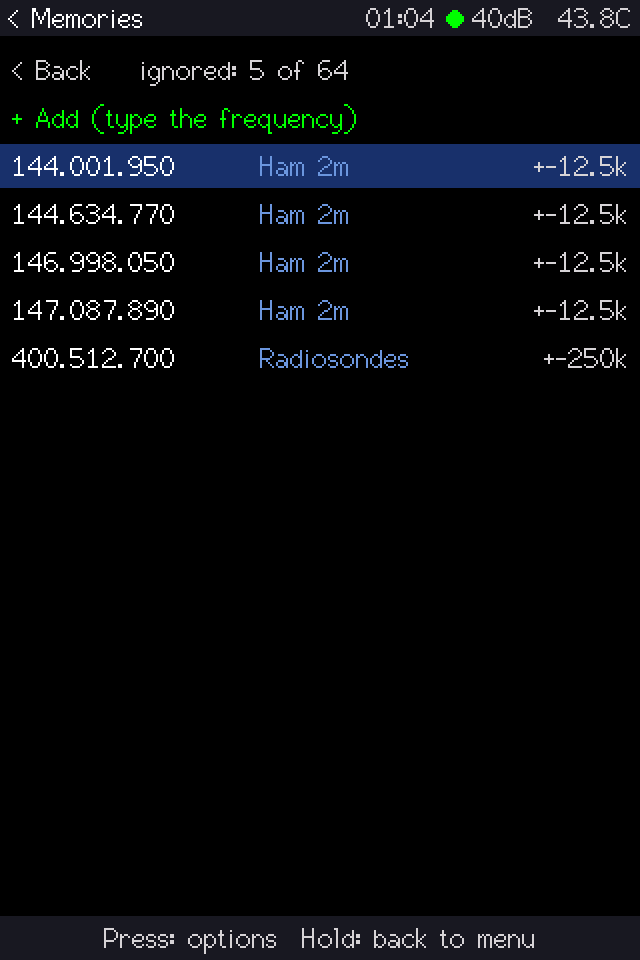 < Memories 01:04 40dB 43.8C
< Back ignored: 5 of 64
+ Add (type the frequency)
144.001.950 Ham 2m +-12.5k
144.634.770 Ham 2m +-12.5k
146.998.050 Ham 2m +-12.5k
147.087.890 Ham 2m +-12.5k
400.512.700 Radiosondes +-250k
Press: options Hold: back to menu